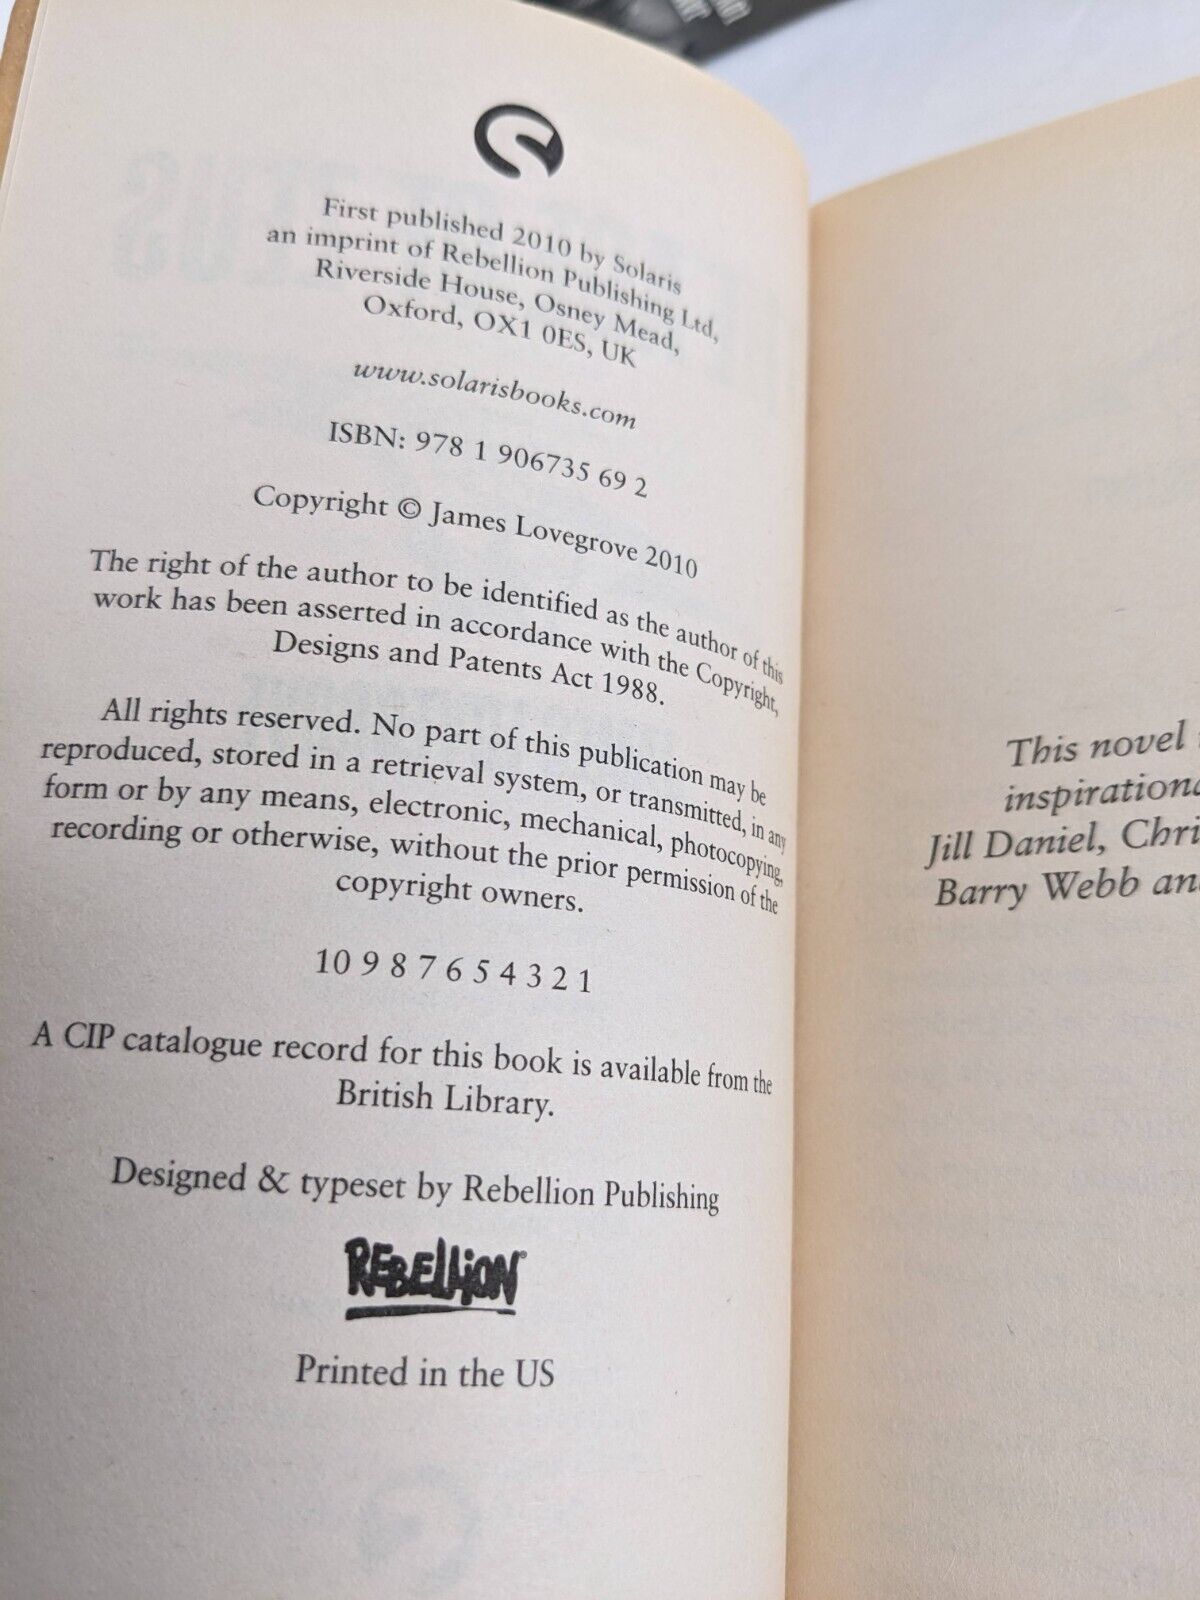 First published 2010 by Solaris
an imprint of Rebellion Publishing Ltd,
Riverside House, Osney Mead,
Oxford, OX1 0ES, UK
www.solarisbooks.com
ISBN: 978 1 906735 69 2
Copyright © James Lovegrove 2010
The right of the author to be identified as the author of this
work has been asserted in accordance with the Copyright,
Designs and Patents Act 1988.
All rights reserved. No part of this publication may be
reproduced, stored in a retrieval system, or transmitted, in any
form or by any means, electronic, mechanical, photocopying,
recording or otherwise, without the prior permission of the
copyright owners.
10 9 8 7 6 5 4 3 2 1
A CIP catalogue record for this book is available from the
British Library.
Designed & typeset by Rebellion Publishing
REBELLION
Printed in the US
This novel
inspirationa
Jill Daniel, Chri
Barry Webb and